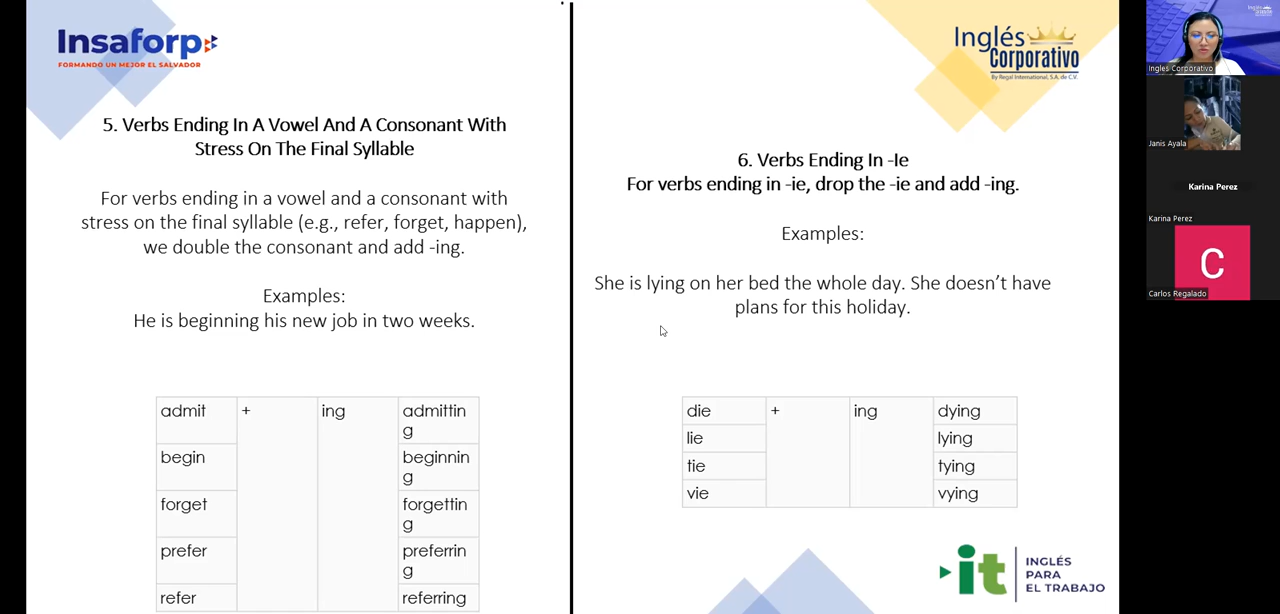 Insaforp
FORMANDO UN MEJOR EL SALVADOR
5. Verbs Ending In A Vowel And A Consonant With
Stress On The Final Syllable
For verbs ending in a vowel and a consonant with
stress on the final syllable (e.g., refer, forget, happen),
we double the consonant and add -ing.
Examples:
He is beginning his new job in two weeks.
admit + ing admittin
g
begin beginnin
g
forget forgettin
g
prefer preferrin
g
refer referring
Inglés
Corporativo
By Regal International, S.A. de C.V.
6. Verbs Ending In -Ie
For verbs ending in -ie, drop the -ie and add -ing.
Examples:
She is lying on her bed the whole day. She doesn’t have
plans for this holiday.
die + ing dying
lie lying
tie tying
vie vying
it
INGLÉS
PARA
EL TRABAJO
Ingles Corporativo
Janis Ayala
Karina Perez
Karina Perez
C
Carlos Regalado